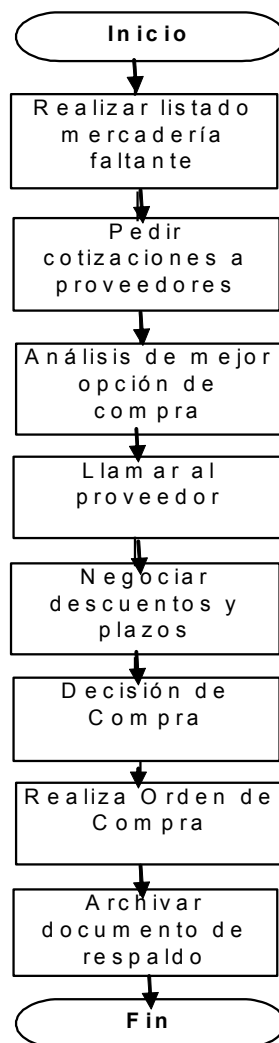 Inicio
Realizar listado
mercadería
faltante
Pedir
cotizaciones a
proveedores
Análisis de mejor
opción de
compra
Llamar al
proveedor
Negociar
descuentos y
plazos
Decisión de
Compra
Realiza Orden de
Compra
Archivar
documento de
respaldo
Fin